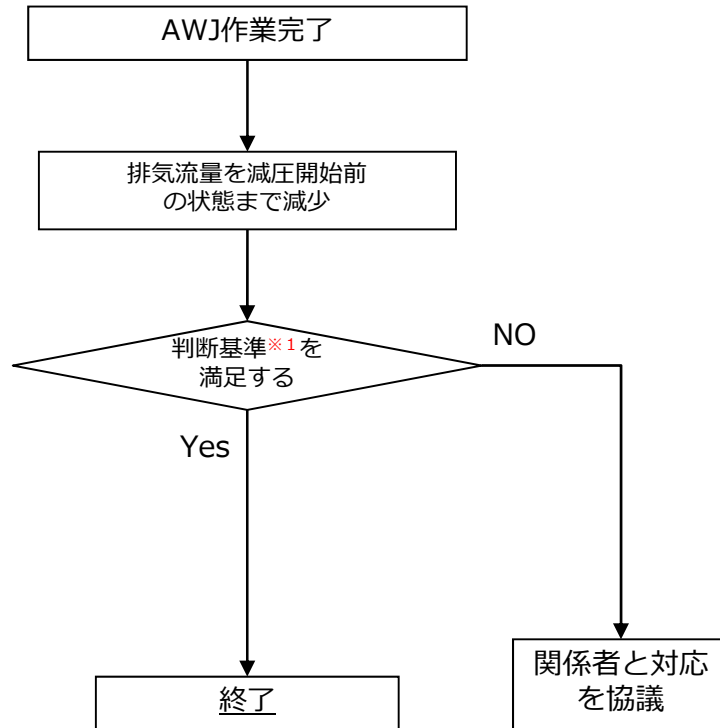 AWJ作業完了
排気流量を減圧開始前
の状態まで減少
判断基準※1を
満足する
NO
Yes
終了
関係者と対応
を協議